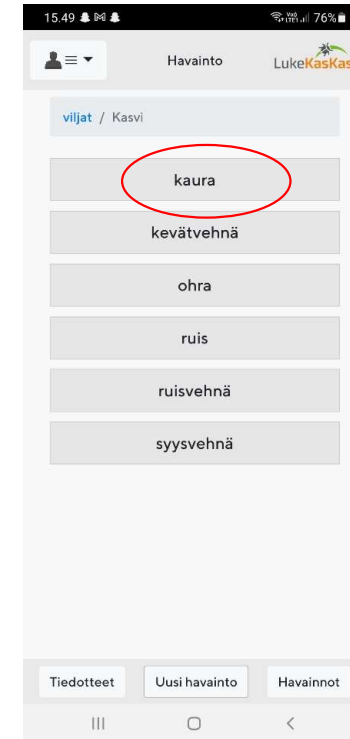 15.49 76%
Havainto
LukeKasKas
viljat / Kasvi
kaura
kevätvehnä
ohra
ruis
ruisvehnä
syysvehnä
Tiedotteet Uusi havainto Havainnot